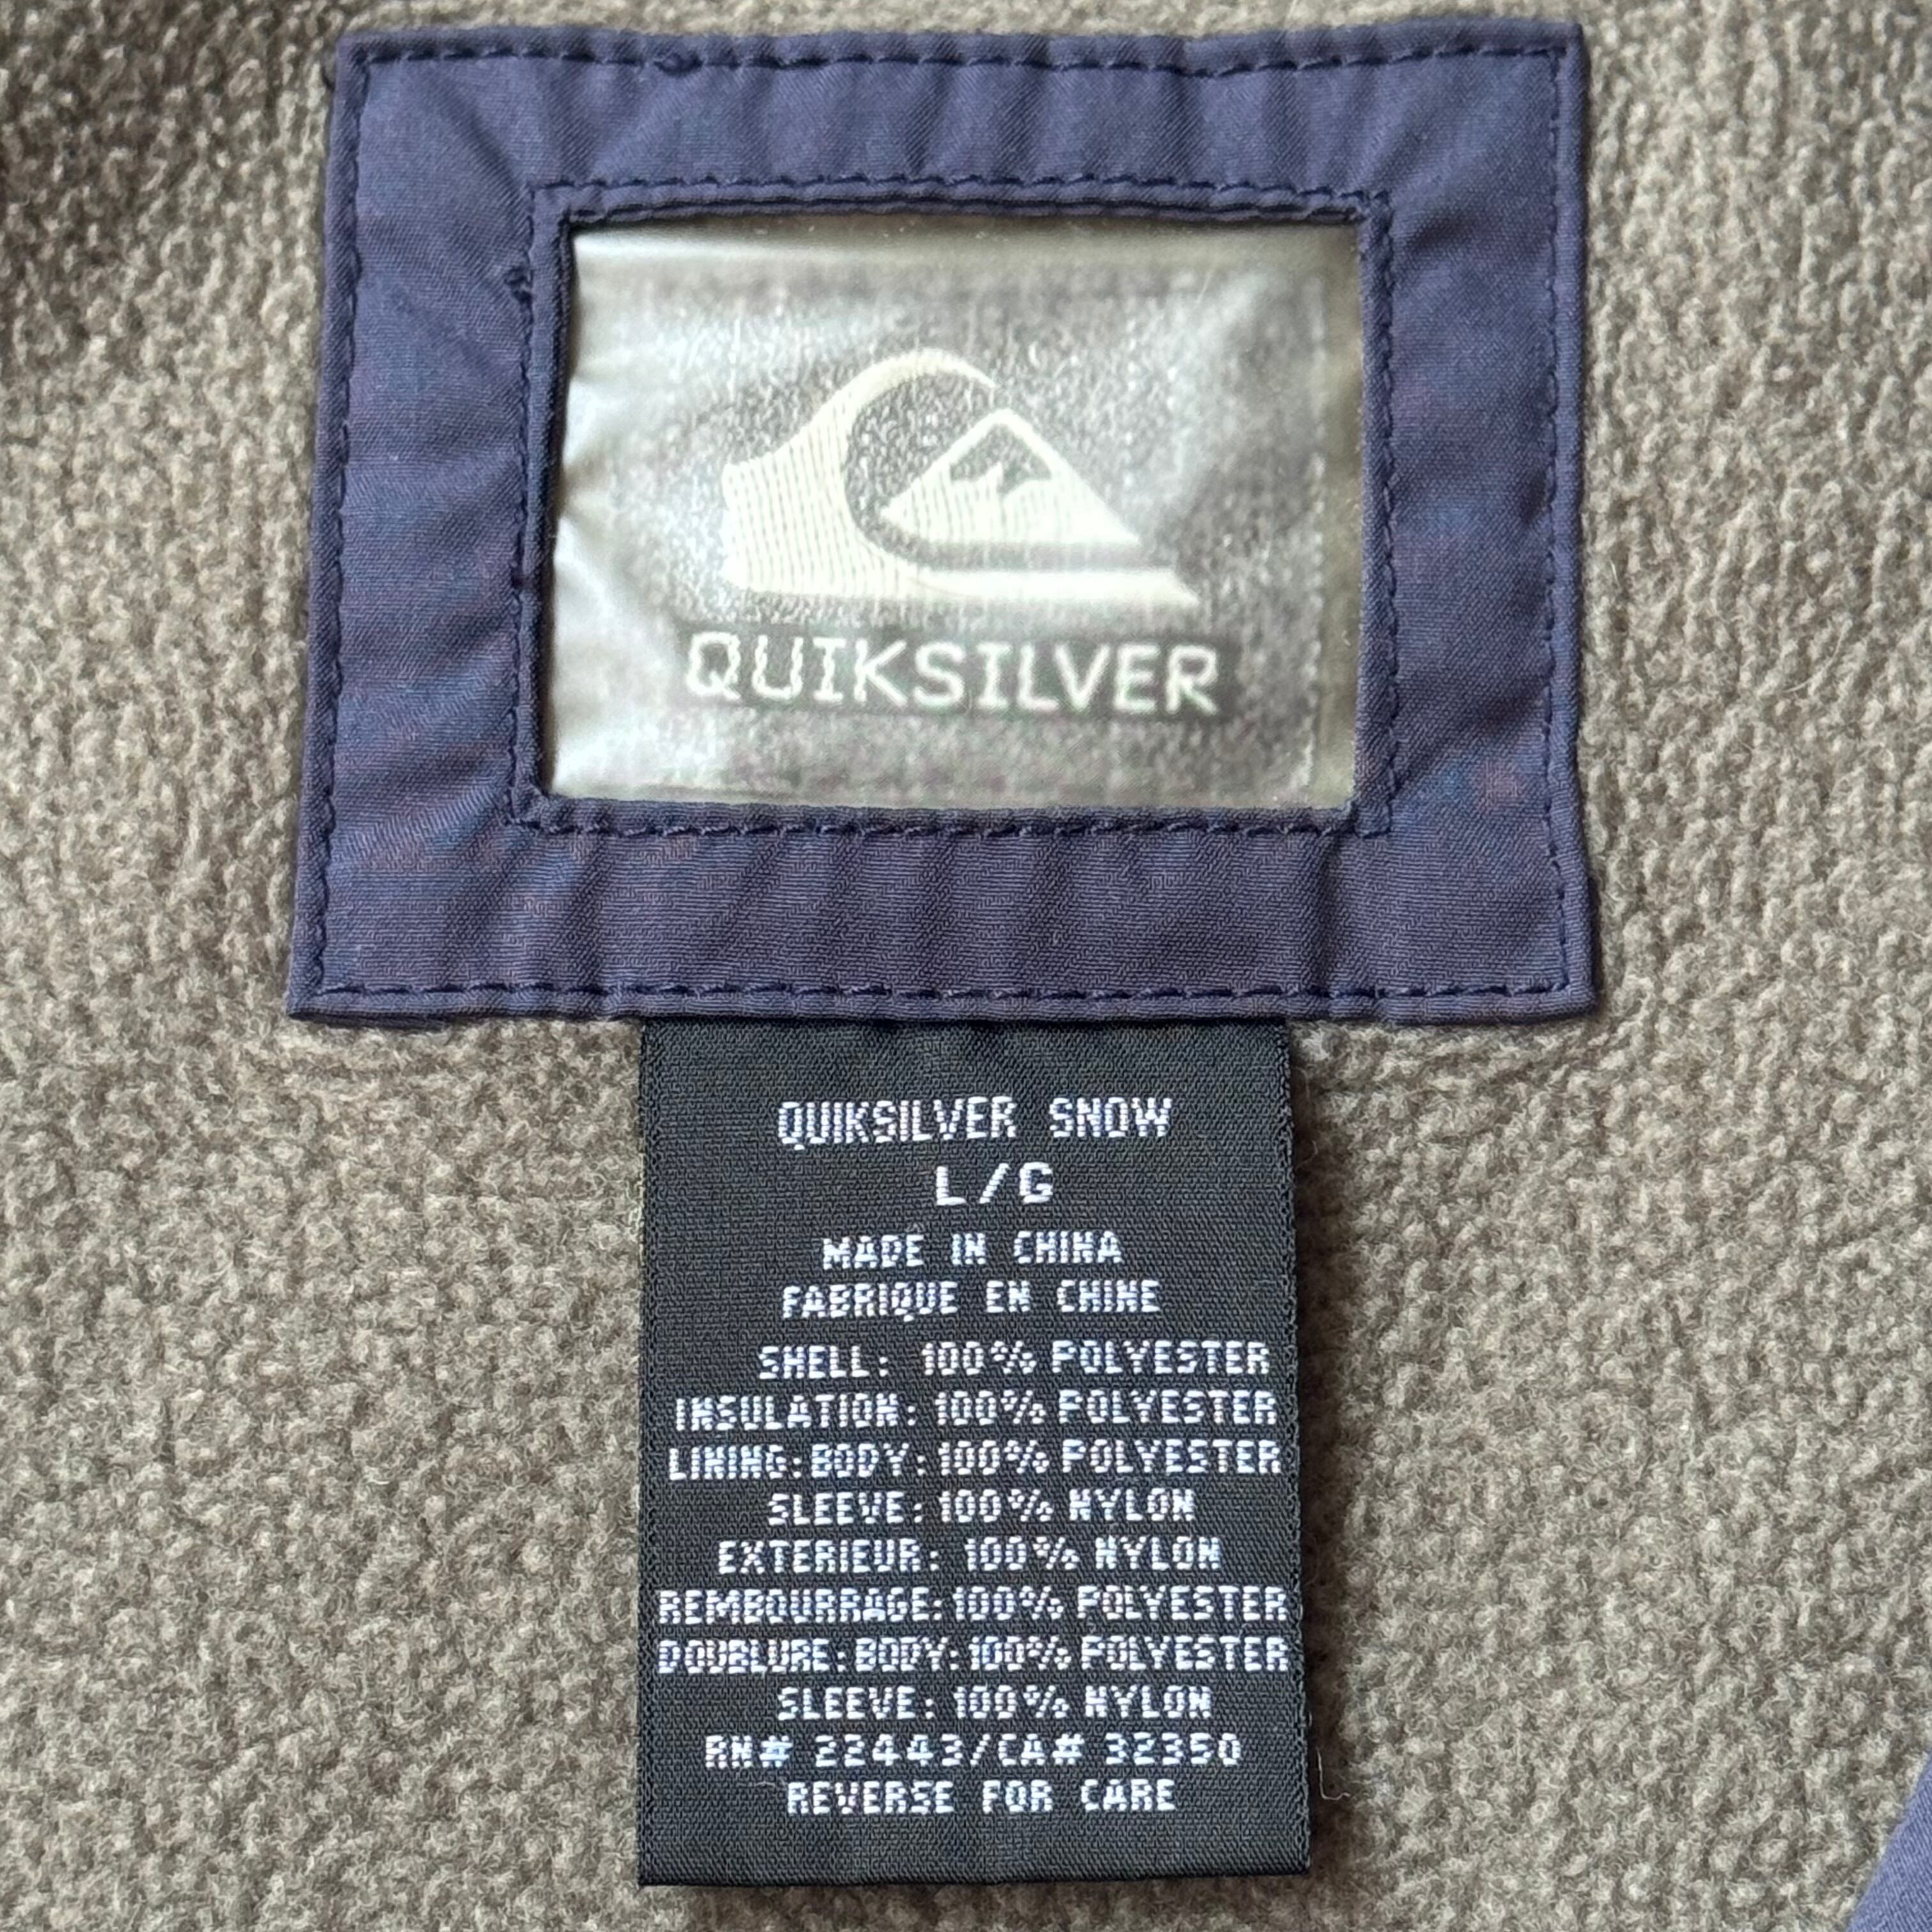 QUIKSILVER
QUIKSILVER SNOW
L/G
MADE IN CHINA
FABRIQUE EN CHINE
SHELL: 100% POLYESTER
INSULATION: 100% POLYESTER
LINING:BODY:100% POLYESTER
SLEEVE:100% NYLON
EXTERIEUR: 100% NYLON
REMBOURRAGE:100% POLYESTER
DOUBLURE:BODY:100% POLYESTER
SLEEVE:100% NYLON
RN# 22443/CA# 32350
REVERSE FOR CARE